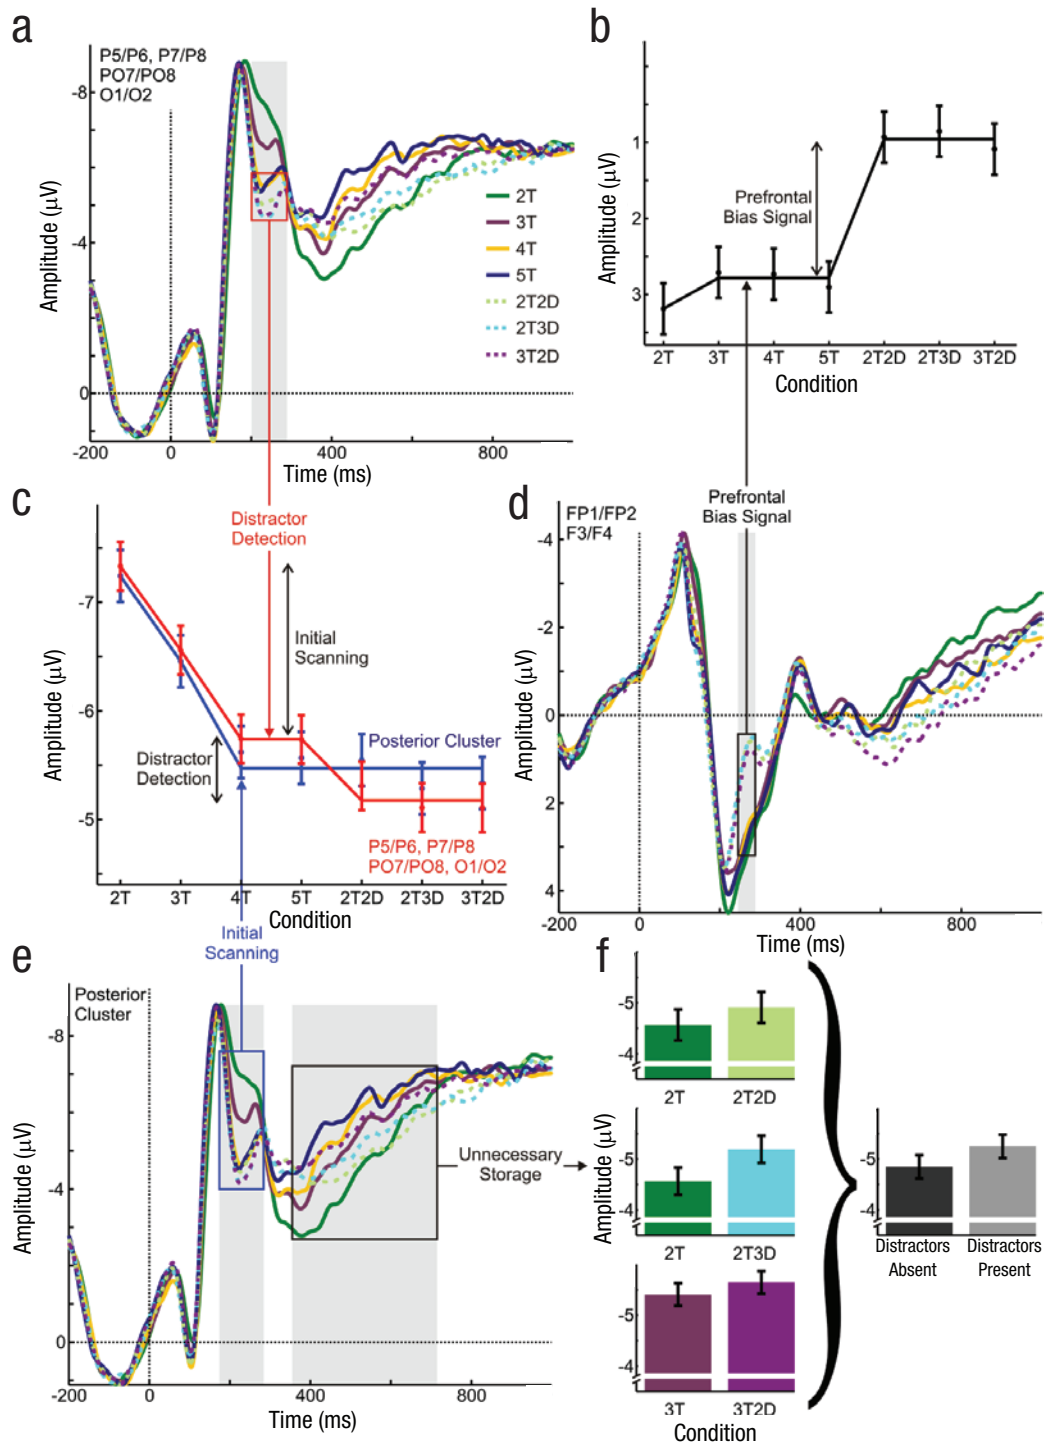 a
P5/P6, P7/P8
PO7/PO8
O1/O2
-8
-4
0
Amplitude (µV)
-200
0
400
800
Time (ms)
2T
3T
4T
5T
2T2D
2T3D
3T2D
b
1
2
3
Amplitude (µV)
Prefrontal
Bias Signal
2T
3T
4T
5T
2T2D
2T3D
3T2D
Condition
c
Distractor
Detection
-7
-6
-5
Amplitude (µV)
Initial
Scanning
Distractor
Detection
Posterior Cluster
P5/P6, P7/P8
PO7/PO8, O1/O2
2T
3T
4T
5T
2T2D
2T3D
3T2D
Condition
Initial
Scanning
d
Prefrontal
Bias Signal
FP1/FP2
F3/F4
-4
-2
0
2
4
Amplitude (µV)
-200
0
400
800
Time (ms)
e
Posterior
Cluster
-8
-4
0
Amplitude (µV)
-200
0
400
800
Time (ms)
Unnecessary
Storage
f
-5
-4
2T
2T2D
Amplitude (µV)
-5
-4
2T
2T3D
-5
-4
3T
3T2D
Condition
-5
-4
Distractors
Absent
Distractors
Present